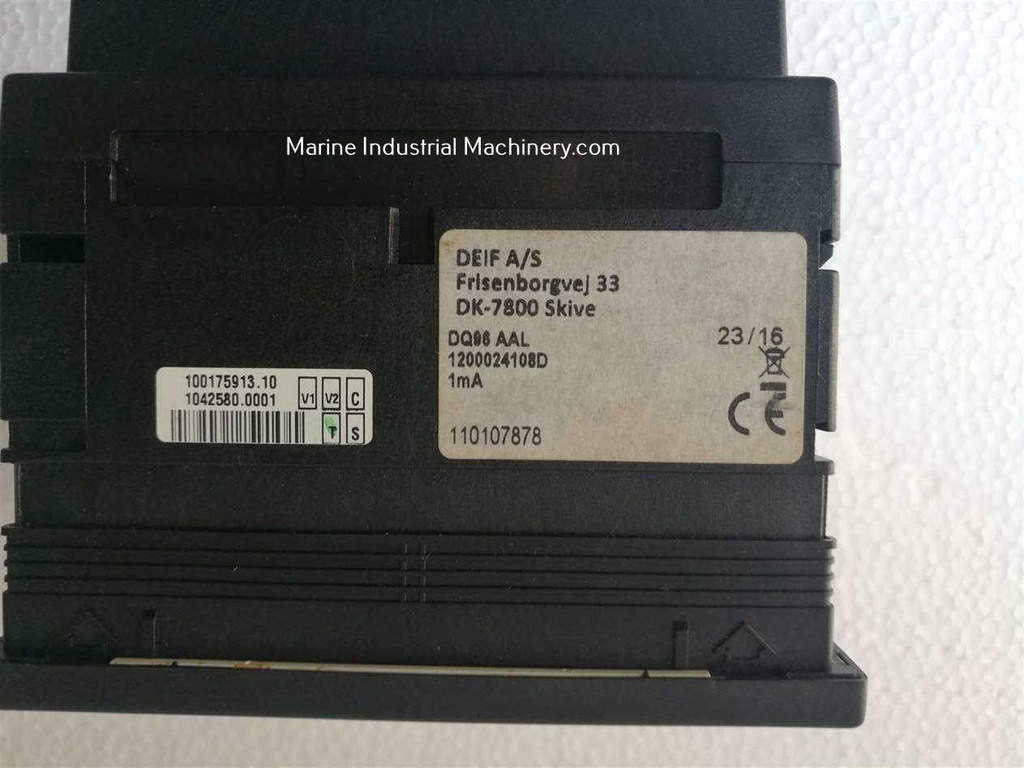 Marine Industrial Machinery.com
DEIF A/S
Frisenborgvej 33
DK-7800 Skive
DQ96 AAL
23/16
1200024108D
1mA
110107878
CE
100175913.10
1042580.0001
V1 V2 C
T S